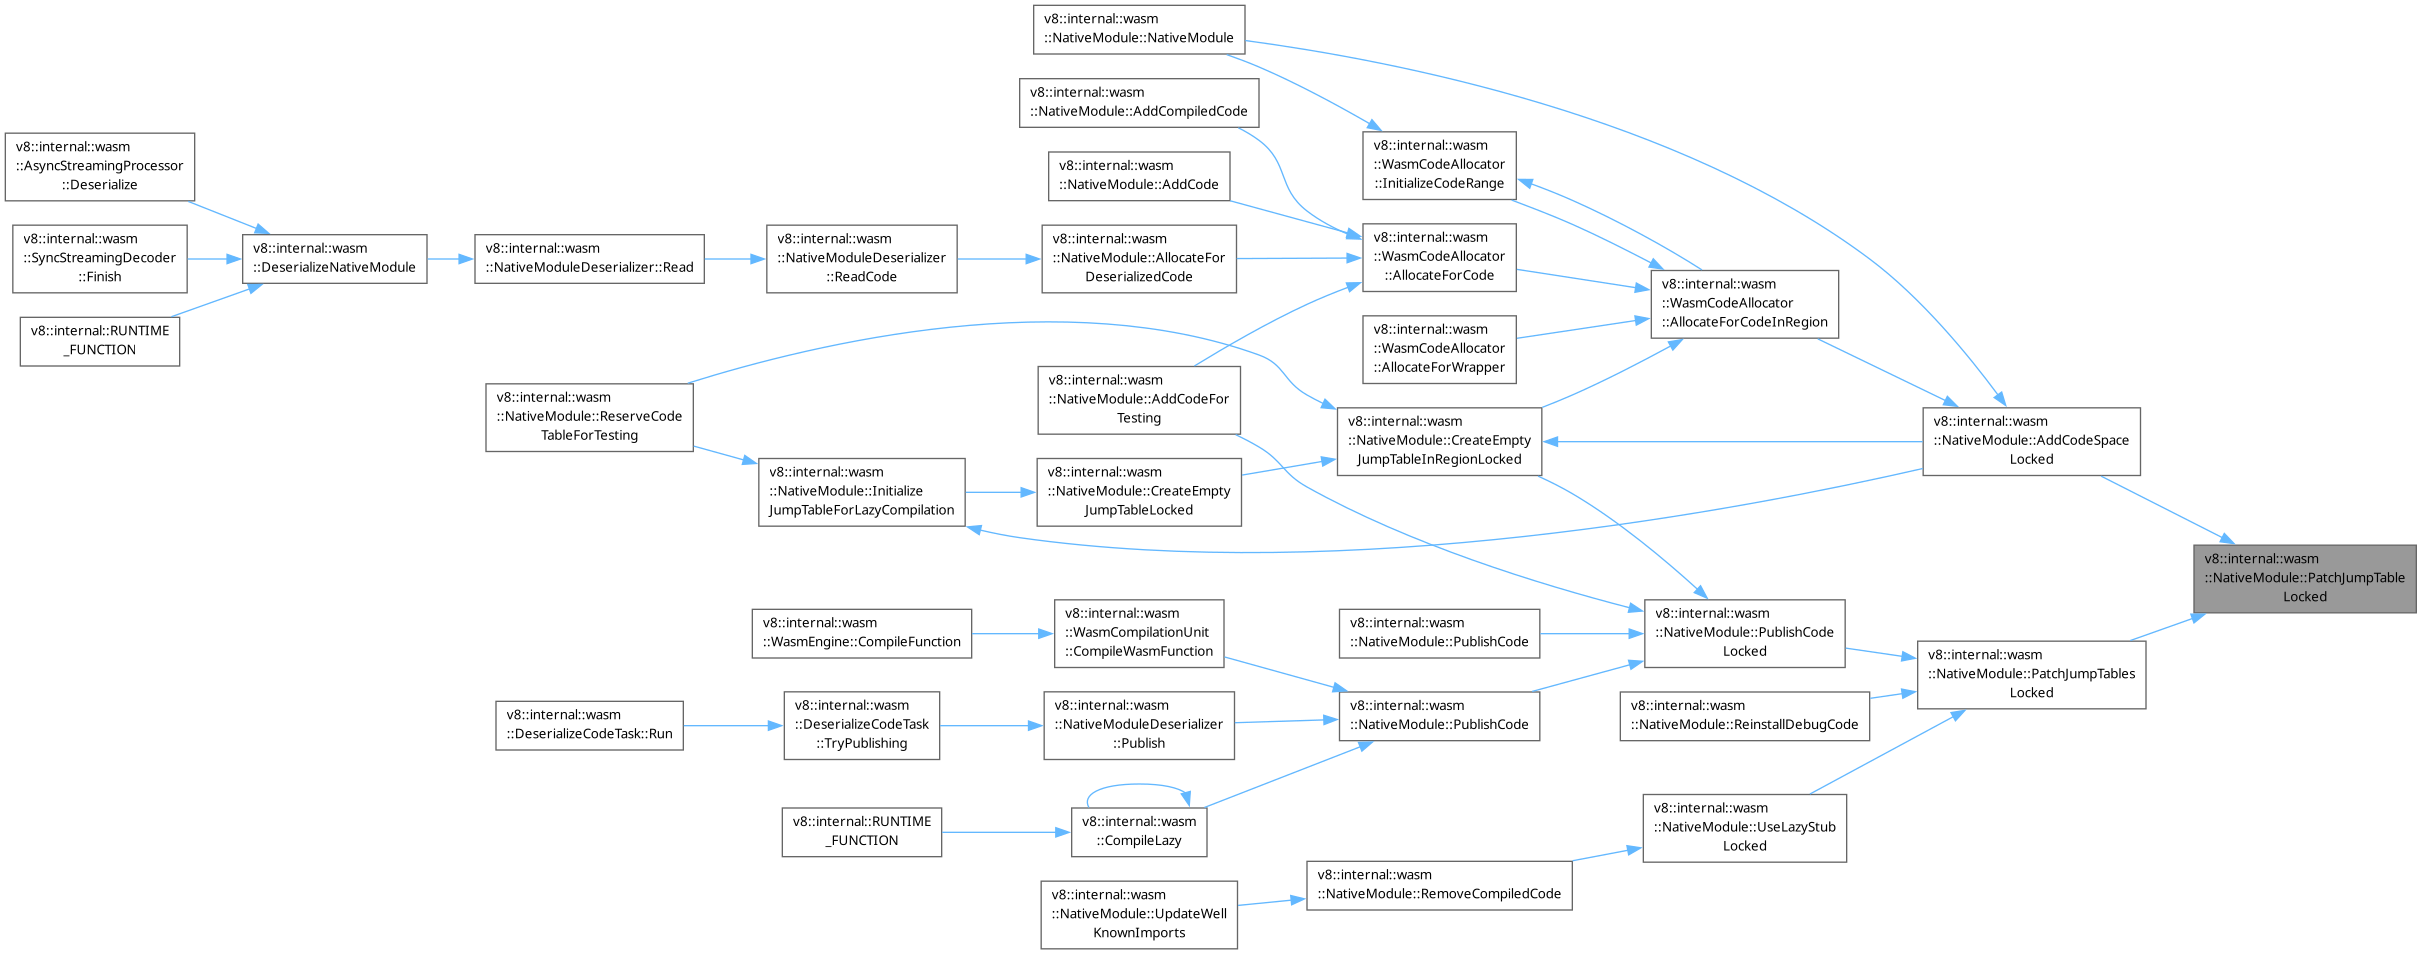 v8::internal::wasm
::NativeModule::NativeModule
v8::internal::wasm
::NativeModule::AddCompiledCode
v8::internal::wasm
::AsyncStreamingProcessor
::Deserialize
v8::internal::wasm
::WasmCodeAllocator
::InitializeCodeRange
v8::internal::wasm
::NativeModule::AddCode
v8::internal::wasm
::SyncStreamingDecoder
::Finish
v8::internal::wasm
::DeserializeNativeModule
v8::internal::wasm
::NativeModuleDeserializer::Read
v8::internal::wasm
::NativeModuleDeserializer
::ReadCode
v8::internal::wasm
::NativeModule::AllocateFor
DeserializedCode
v8::internal::wasm
::WasmCodeAllocator
::AllocateForCode
v8::internal::wasm
::WasmCodeAllocator
::AllocateForCodeInRegion
v8::internal::RUNTIME
_FUNCTION
v8::internal::wasm
::WasmCodeAllocator
::AllocateForWrapper
v8::internal::wasm
::NativeModule::ReserveCode
TableForTesting
v8::internal::wasm
::NativeModule::AddCodeFor
Testing
v8::internal::wasm
::NativeModule::CreateEmpty
JumpTableInRegionLocked
v8::internal::wasm
::NativeModule::AddCodeSpace
Locked
v8::internal::wasm
::NativeModule::Initialize
JumpTableForLazyCompilation
v8::internal::wasm
::NativeModule::CreateEmpty
JumpTableLocked
v8::internal::wasm
::NativeModule::PatchJumpTable
Locked
v8::internal::wasm
::WasmEngine::CompileFunction
v8::internal::wasm
::WasmCompilationUnit
::CompileWasmFunction
v8::internal::wasm
::NativeModule::PublishCode
v8::internal::wasm
::NativeModule::PublishCode
Locked
v8::internal::wasm
::NativeModule::PatchJumpTables
Locked
v8::internal::wasm
::DeserializeCodeTask::Run
v8::internal::wasm
::DeserializeCodeTask
::TryPublishing
v8::internal::wasm
::NativeModuleDeserializer
::Publish
v8::internal::wasm
::NativeModule::PublishCode
v8::internal::wasm
::NativeModule::ReinstallDebugCode
v8::internal::RUNTIME
_FUNCTION
v8::internal::wasm
::CompileLazy
v8::internal::wasm
::NativeModule::UseLazyStub
Locked
v8::internal::wasm
::NativeModule::RemoveCompiledCode
v8::internal::wasm
::NativeModule::UpdateWell
KnownImports